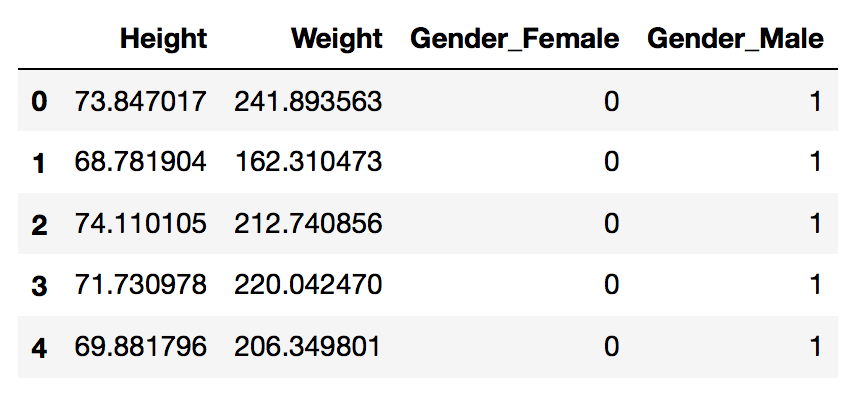 Height Weight Gender_Female Gender_Male
0 73.847017 241.893563 0 1
1 68.781904 162.310473 0 1
2 74.110105 212.740856 0 1
3 71.730978 220.042470 0 1
4 69.881796 206.349801 0 1